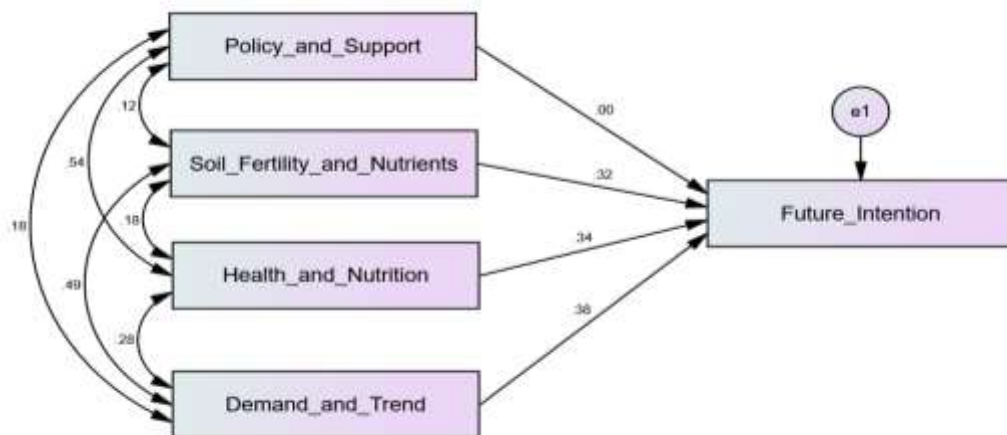 Policy_and_Support
.12
.00
e1
Soil_Fertility_and_Nutrients
.54
.32
Future_Intention
.18
.18
.34
Health_and_Nutrition
.49
.28
.38
Demand_and_Trend